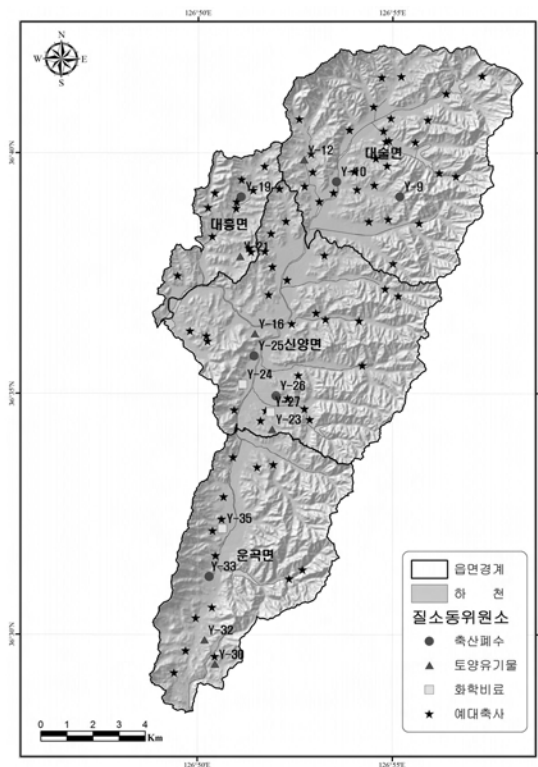 126°50'E 126°55'E
N
W E
S
36°40'N
36°35'N
36°30'N
대술면
Y-12
Y-10
Y-9
Y-19
대흥면
Y-21
Y-16
신양면
Y-25
Y-24
Y-26
Y-27
Y-23
Y-35
운곡면
Y-33
Y-32
Y-30
읍면경계
하 천
질소동위원소
축산폐수
토양유기물
화학비료
예대축사
0 1 2 3 4
Km
126°50'E 126°55'E